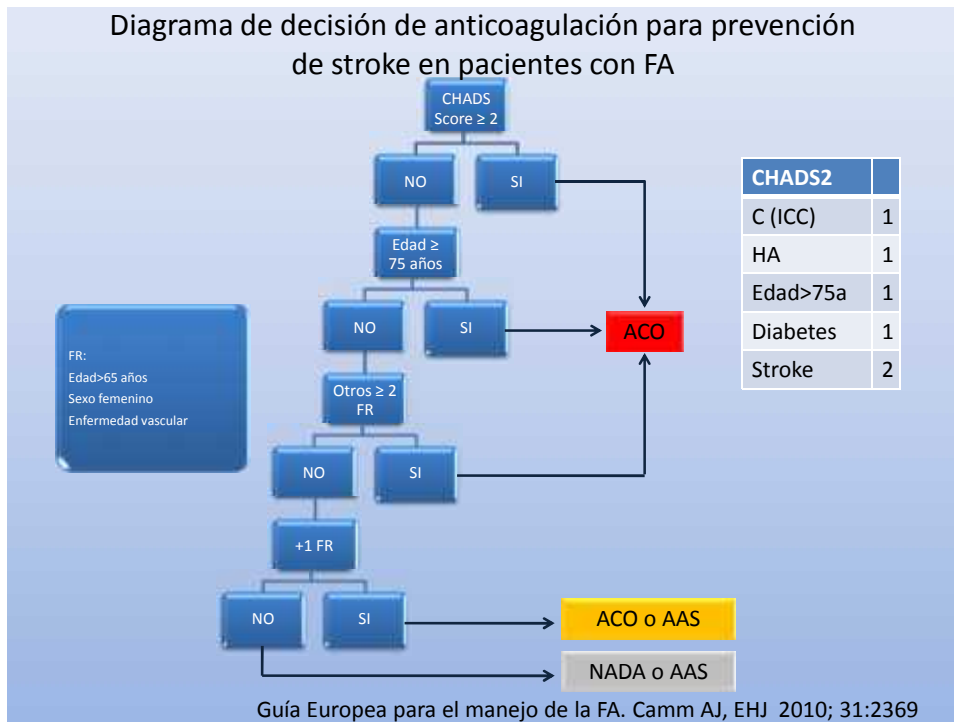 Diagrama de decisión de anticoagulación para prevención
de stroke en pacientes con FA
CHADS
Score ≥ 2
NO
SI
Edad ≥
75 años
NO
SI
Otros ≥ 2
FR
NO
SI
+1 FR
NO
SI
ACO
ACO o AAS
NADA o AAS
FR:
Edad>65 años
Sexo femenino
Enfermedad vascular
CHADS2
C (ICC) 1
HA 1
Edad>75a 1
Diabetes 1
Stroke 2
Guía Europea para el manejo de la FA. Camm AJ, EHJ 2010; 31:2369